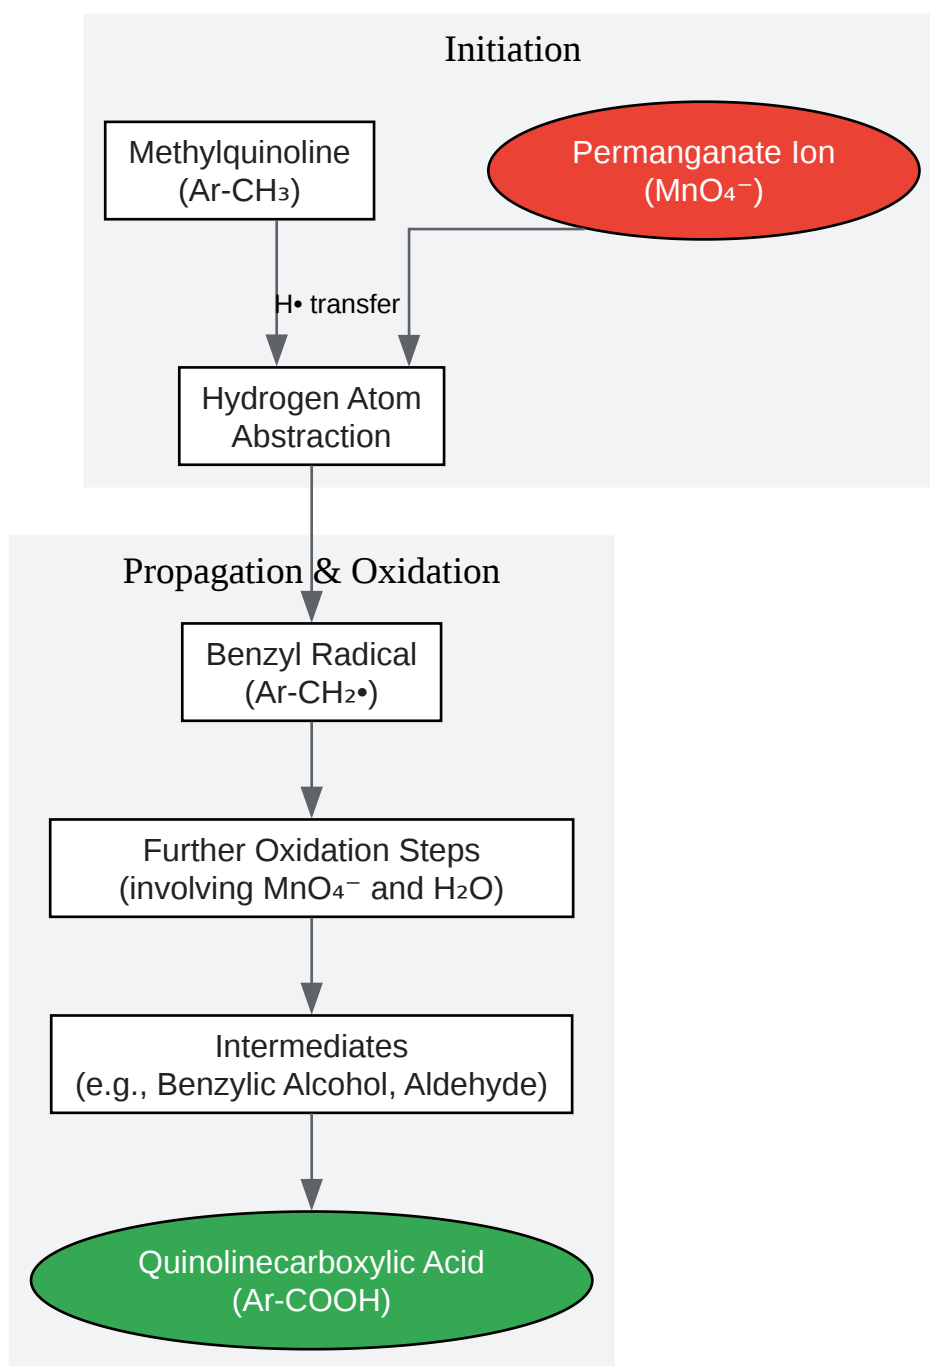 Initiation
Methylquinoline
(Ar-CH₃)
Permanganate Ion
(MnO₄⁻)
H• transfer
Hydrogen Atom
Abstraction
Propagation & Oxidation
Benzyl Radical
(Ar-CH₂•)
Further Oxidation Steps
(involving MnO₄⁻ and H₂O)
Intermediates
(e.g., Benzylic Alcohol, Aldehyde)
Quinolinecarboxylic Acid
(Ar-COOH)